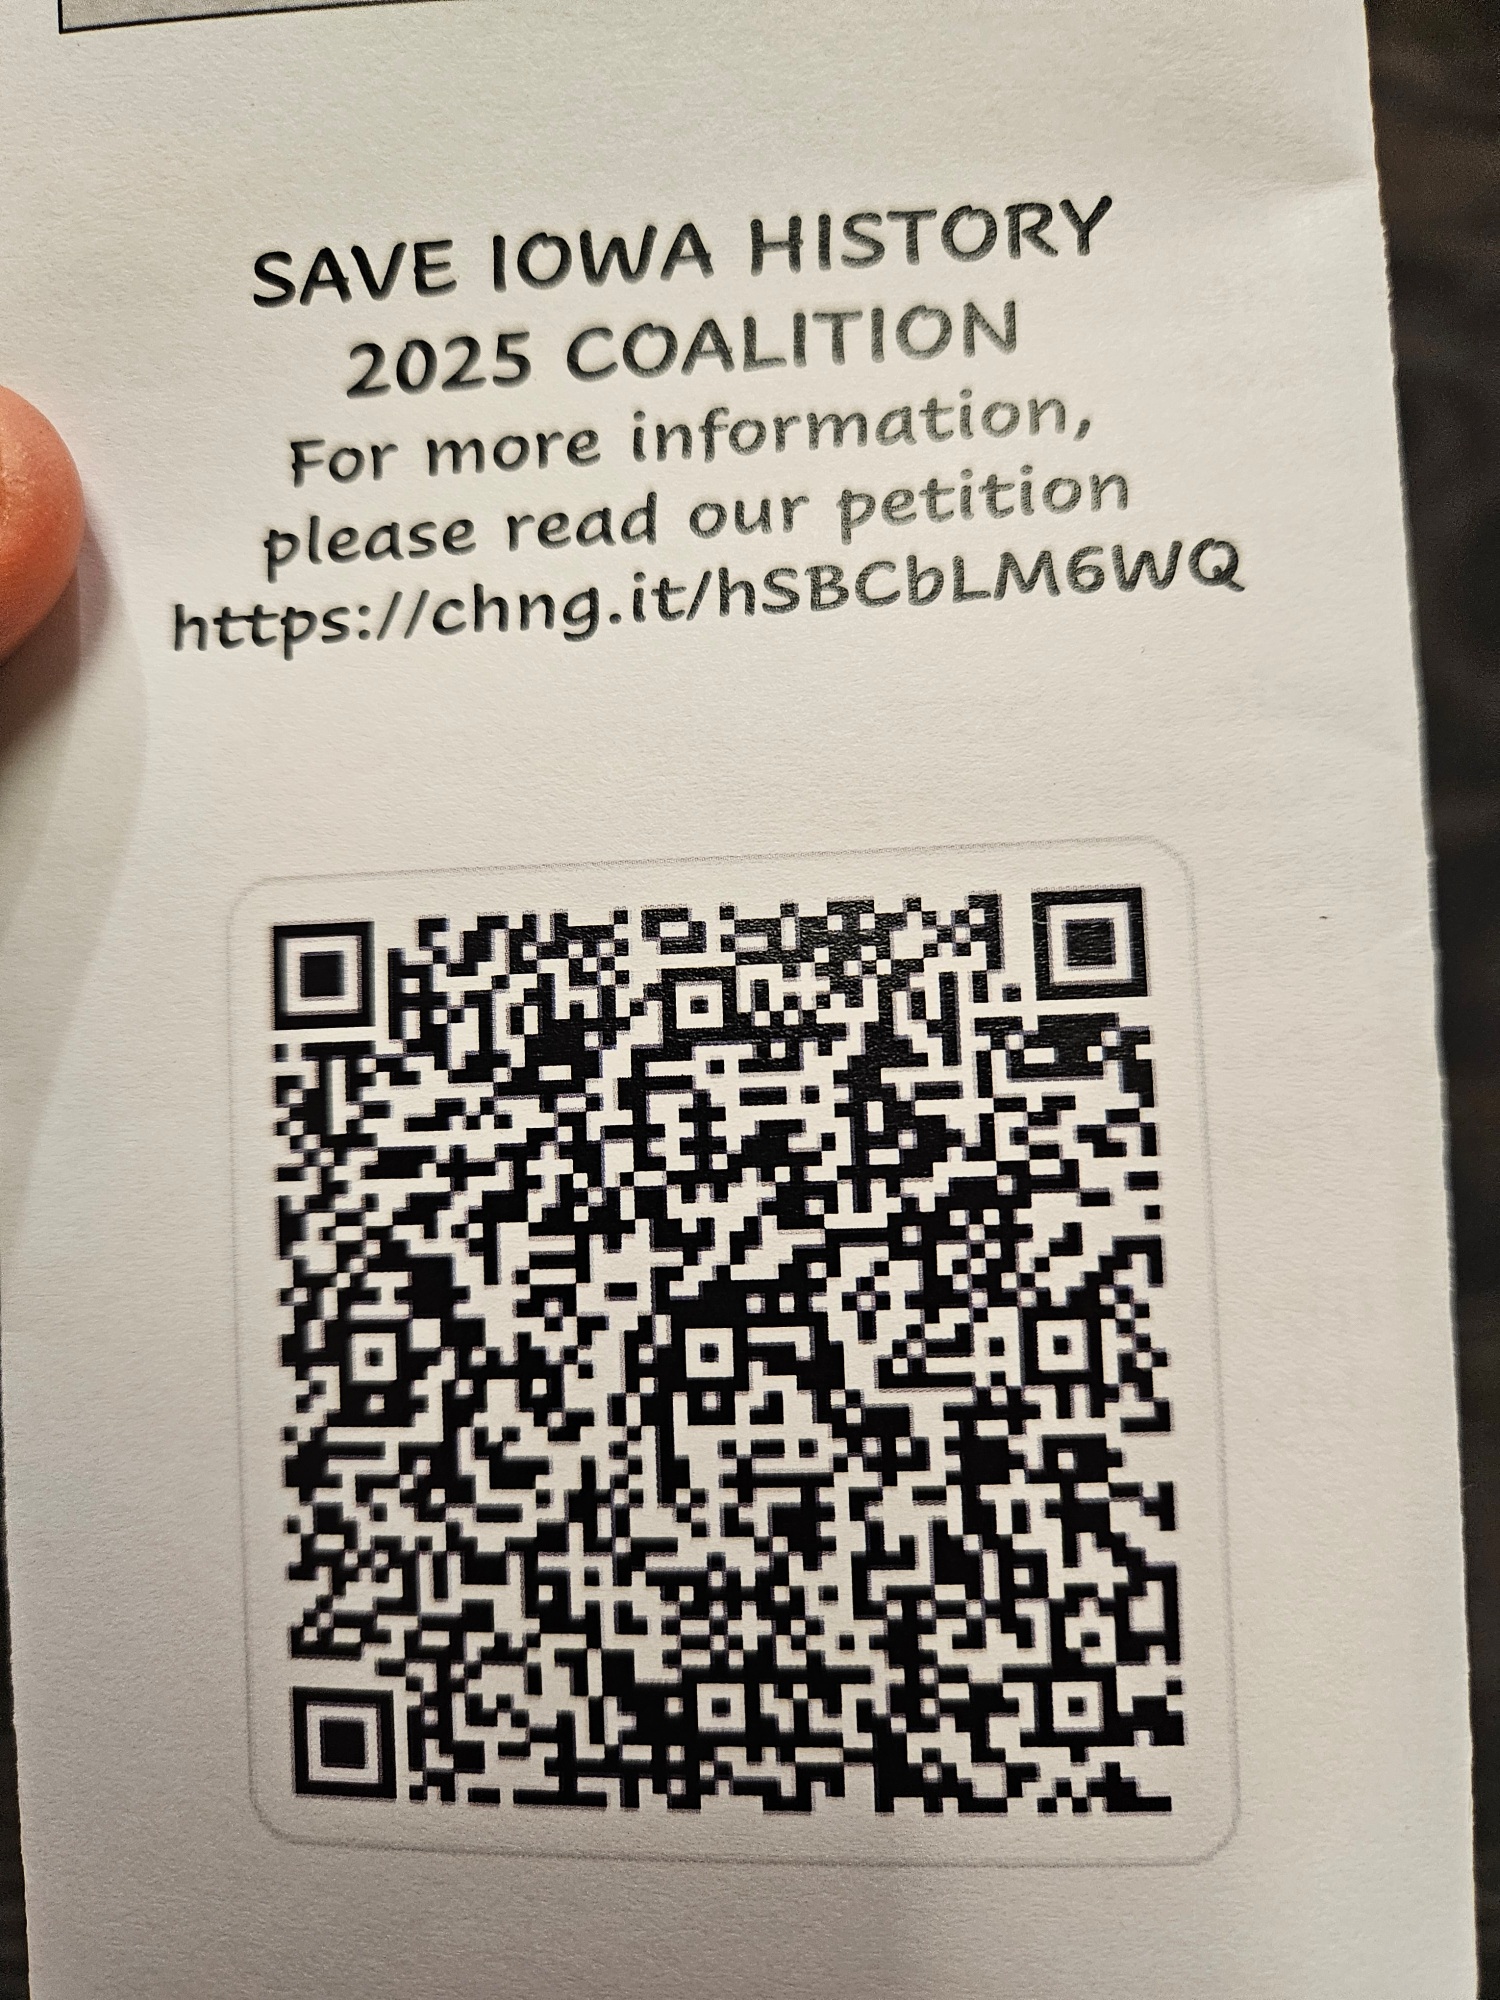 SAVE IOWA HISTORY
2025 COALITION
For more information,
please read our petition
https://chng.it/hSBCbLM6WQ